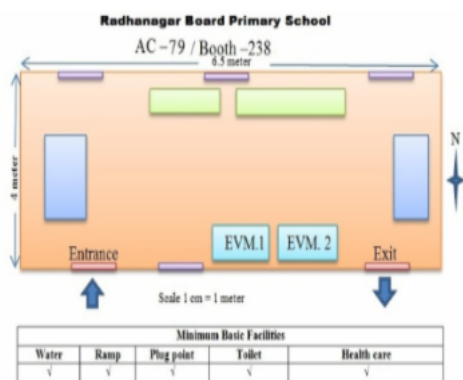 Radhanagar Board Primary School
AC –79 / Booth –238
6.5 meter
4 meter
N
EVM.1 EVM. 2
Entrance Exit
Scale 1 cm = 1 meter
Minimum Basic Facilities
Water Ramp Plug point Toilet Health care
√ √ √ √ √